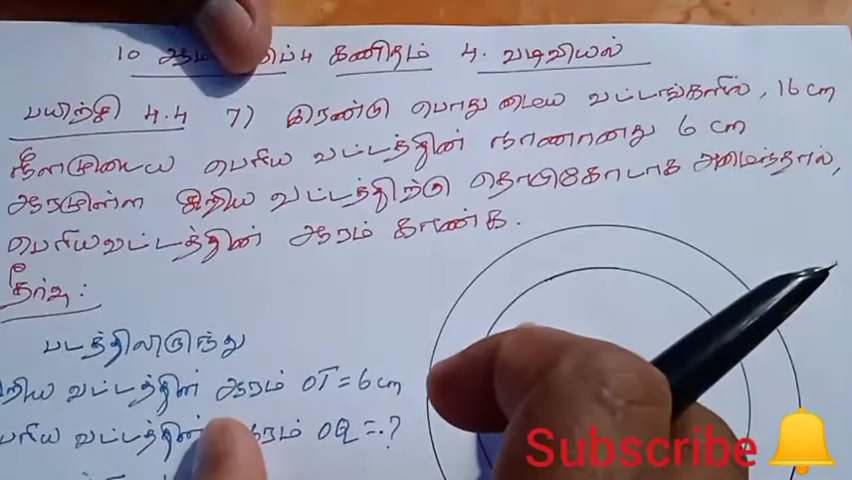 10 கணிதம் 4. வடிவியல்
பயிற்சி 4.4 7) இரண்டு பொது மைய வட்டங்களில், 16 cm
நீளமுடைய பெரிய வட்டத்தின் நாணானது 6 cm
ஆரமுள்ள சிறிய வட்டத்திற்கு தொடுகோடாக அமைந்தால்,
பெரியவட்டத்தின் ஆரம் காண்க.
தீர்வு:
படத்திலிருந்து
வட்டத்தின் ஆரம் OT = 6 cm
வட்டத்தின் ஆரம் OQ = ?
Subscribe